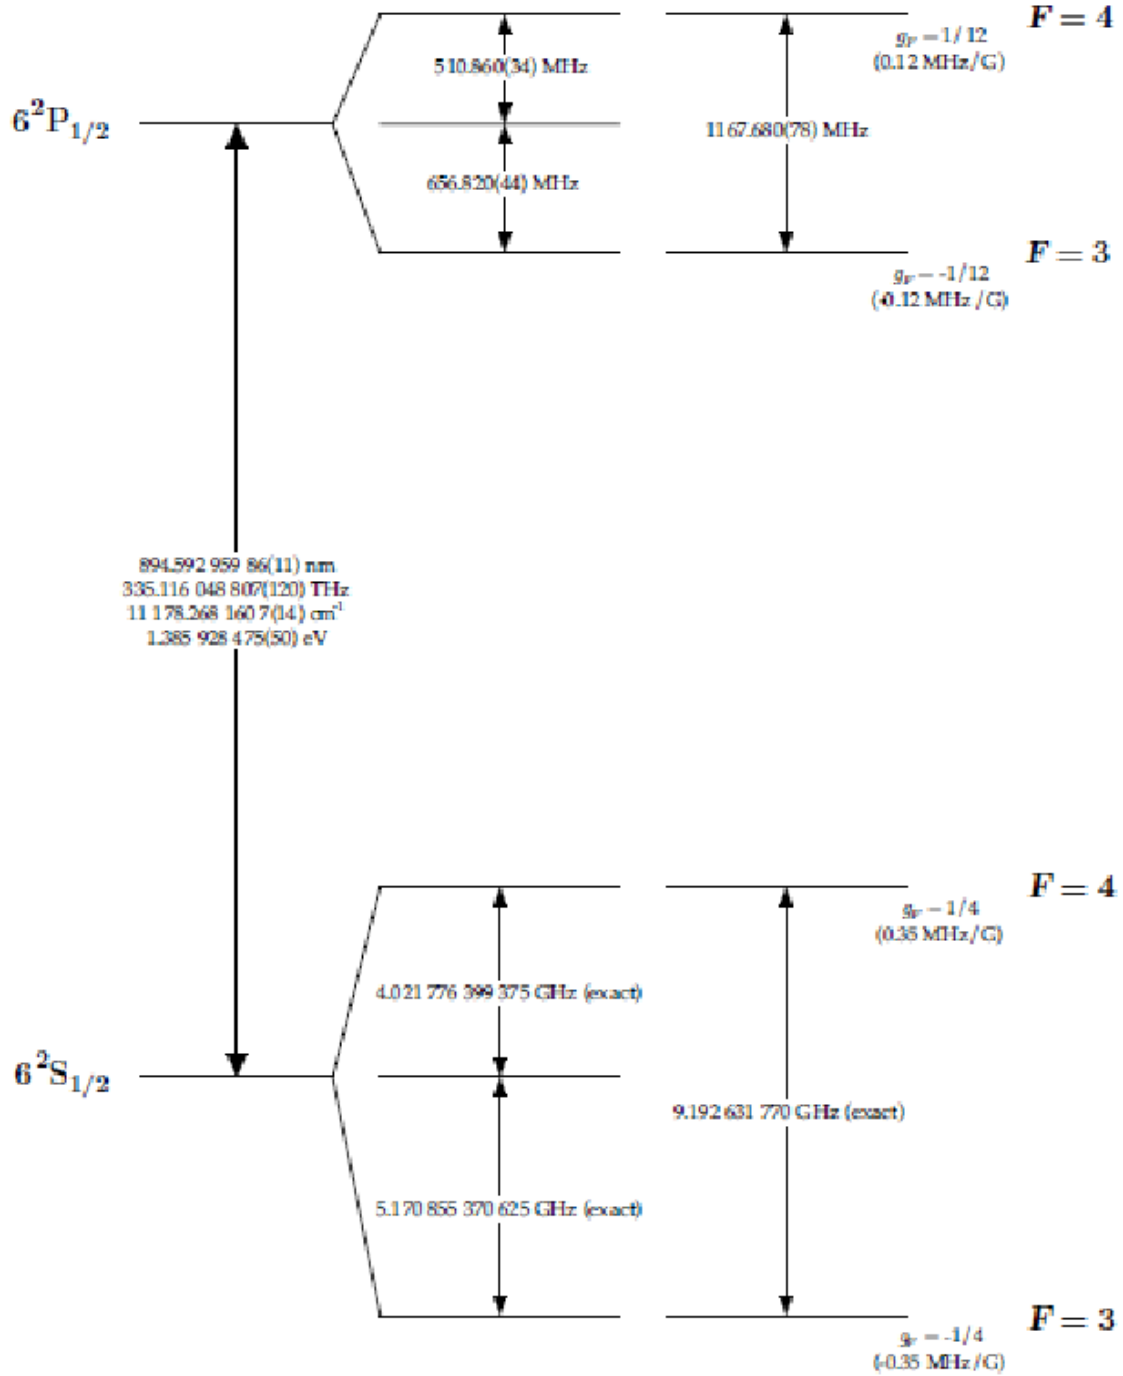 F = 4
g_F = 1/12
(0.12 MHz/G)
510.860(34) MHz
6²P₁/₂
1167.680(78) MHz
656.820(44) MHz
F = 3
g_F = -1/12
(-0.12 MHz/G)
894.592 959 86(11) nm
335.116 048 807(120) THz
11 178.268 160 7(14) cm⁻¹
1.385 928 475(50) eV
F = 4
g_F = 1/4
(0.35 MHz/G)
4.021 776 399 375 GHz (exact)
6²S₁/₂
9.192 631 770 GHz (exact)
5.170 855 370 625 GHz (exact)
F = 3
g_F = -1/4
(-0.35 MHz/G)